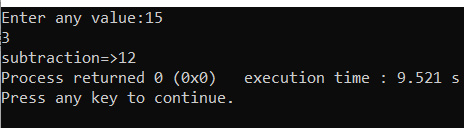 Enter any value:15
3
subtraction=>12
Process returned 0 (0x0)   execution time : 9.521 s
Press any key to continue.